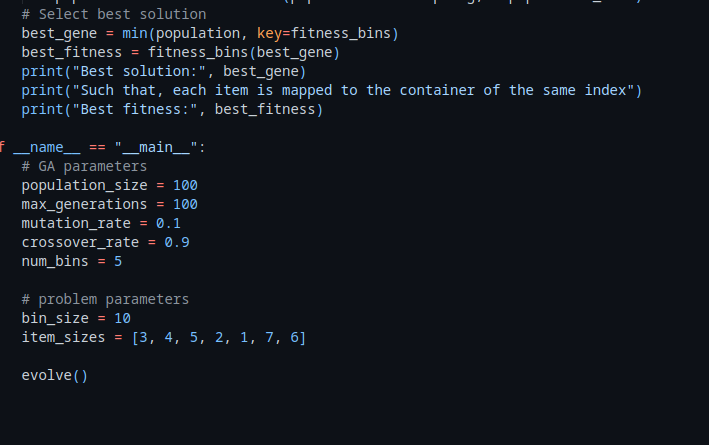 # Select best solution
best_gene = min(population, key=fitness_bins)
best_fitness = fitness_bins(best_gene)
print("Best solution:", best_gene)
print("Such that, each item is mapped to the container of the same index")
print("Best fitness:", best_fitness)
f __name__ == "__main__":
# GA parameters
population_size = 100
max_generations = 100
mutation_rate = 0.1
crossover_rate = 0.9
num_bins = 5
# problem parameters
bin_size = 10
item_sizes = [3, 4, 5, 2, 1, 7, 6]
evolve()